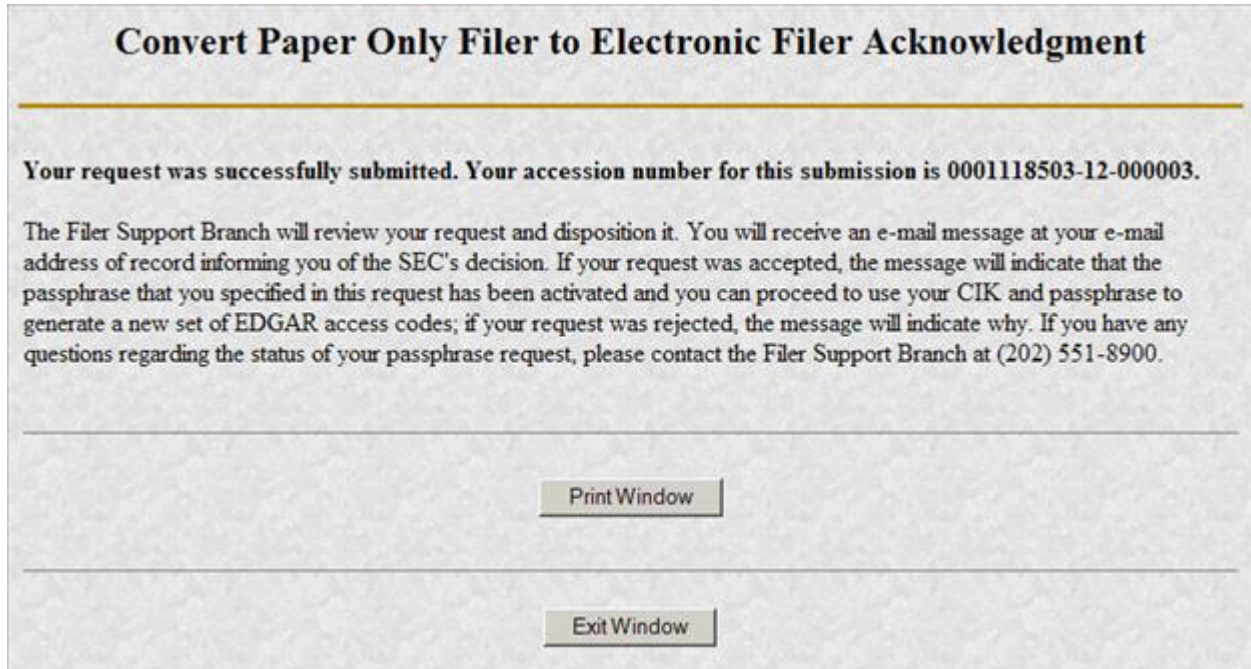 Convert Paper Only Filer to Electronic Filer Acknowledgment
Your request was successfully submitted. Your accession number for this submission is 0001118503-12-000003.
The Filer Support Branch will review your request and disposition it. You will receive an e-mail message at your e-mail
address of record informing you of the SEC's decision. If your request was accepted, the message will indicate that the
passphrase that you specified in this request has been activated and you can proceed to use your CIK and passphrase to
generate a new set of EDGAR access codes; if your request was rejected, the message will indicate why. If you have any
questions regarding the status of your passphrase request, please contact the Filer Support Branch at (202) 551-8900.
Print Window
Exit Window